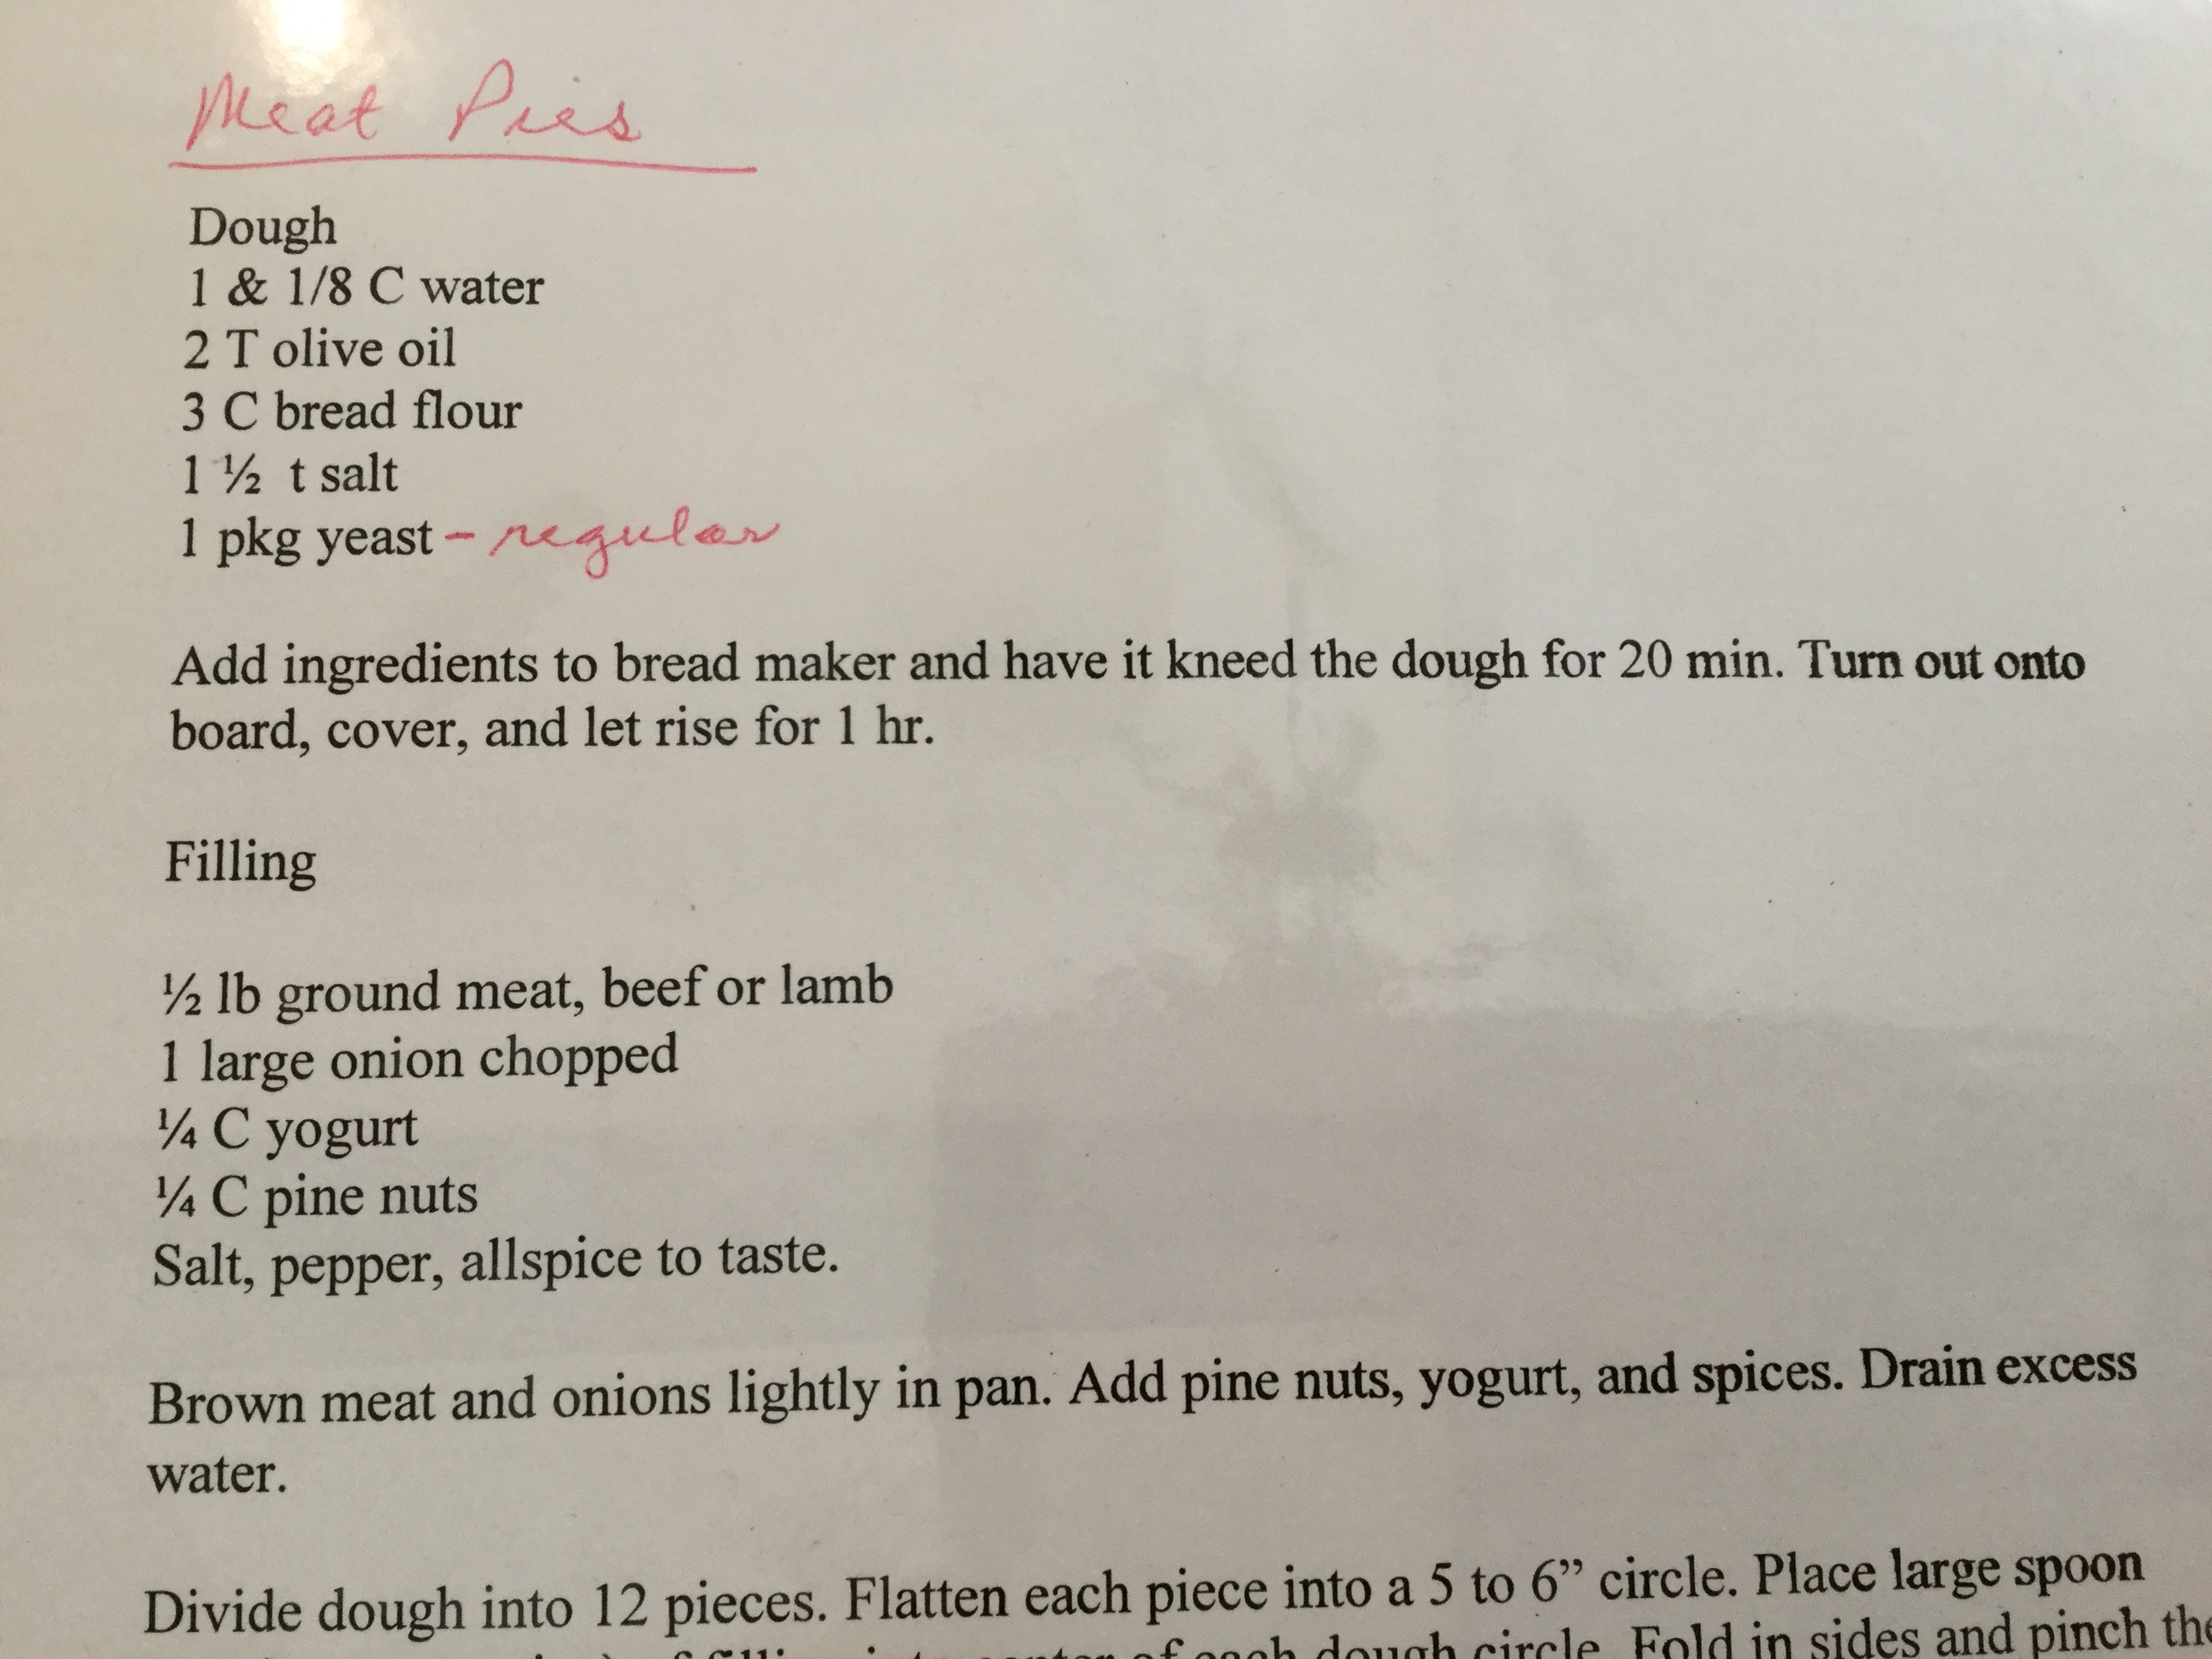 Meat Pies
Dough
1 & 1/8 C water
2 T olive oil
3 C bread flour
1 ½ t salt
1 pkg yeast - regular
Add ingredients to bread maker and have it kneed the dough for 20 min. Turn out onto
board, cover, and let rise for 1 hr.
Filling
½ lb ground meat, beef or lamb
1 large onion chopped
¼ C yogurt
¼ C pine nuts
Salt, pepper, allspice to taste.
Brown meat and onions lightly in pan. Add pine nuts, yogurt, and spices. Drain excess
water.
Divide dough into 12 pieces. Flatten each piece into a 5 to 6” circle. Place large spoon
of filling into center of each dough circle. Fold in sides and pinch the